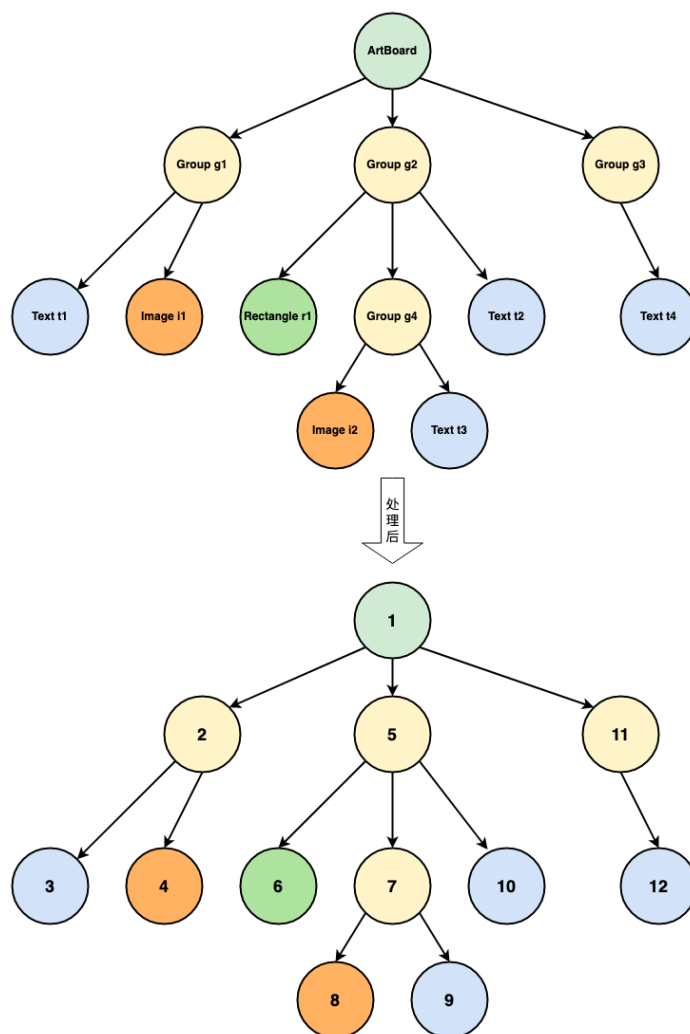 ArtBoard
Group g1
Group g2
Group g3
Text t1
Image i1
Rectangle r1
Group g4
Text t2
Text t4
Image i2
Text t3
处
理
后
1
2
5
11
3
4
6
7
10
12
8
9